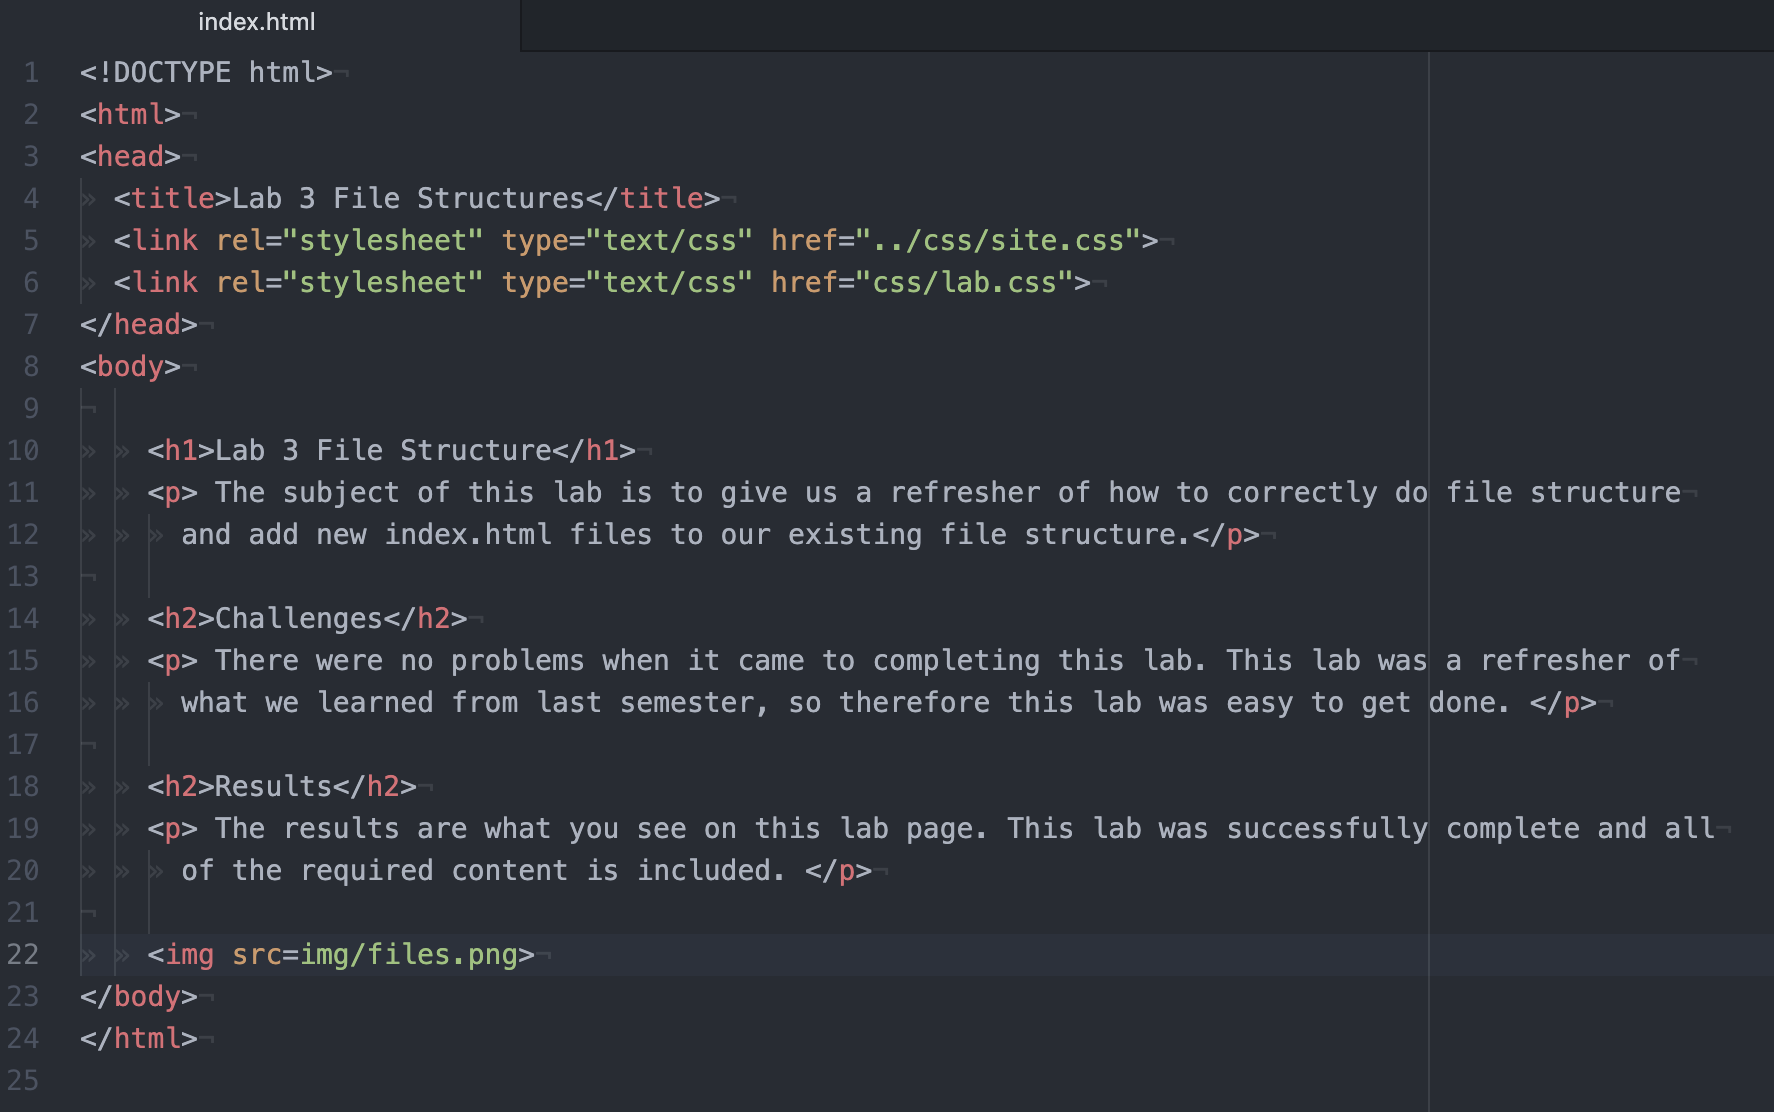 index.html
1 <!DOCTYPE html>
2 <html>
3 <head>
4 <title>Lab 3 File Structures</title>
5 <link rel="stylesheet" type="text/css" href="../css/site.css">
6 <link rel="stylesheet" type="text/css" href="css/lab.css">
7 </head>
8 <body>
9
10 <h1>Lab 3 File Structure</h1>
11 <p> The subject of this lab is to give us a refresher of how to correctly do file structure
12 and add new index.html files to our existing file structure.</p>
13
14 <h2>Challenges</h2>
15 <p> There were no problems when it came to completing this lab. This lab was a refresher of
16 what we learned from last semester, so therefore this lab was easy to get done. </p>
17
18 <h2>Results</h2>
19 <p> The results are what you see on this lab page. This lab was successfully complete and all
20 of the required content is included. </p>
21
22 <img src=img/files.png>
23 </body>
24 </html>
25